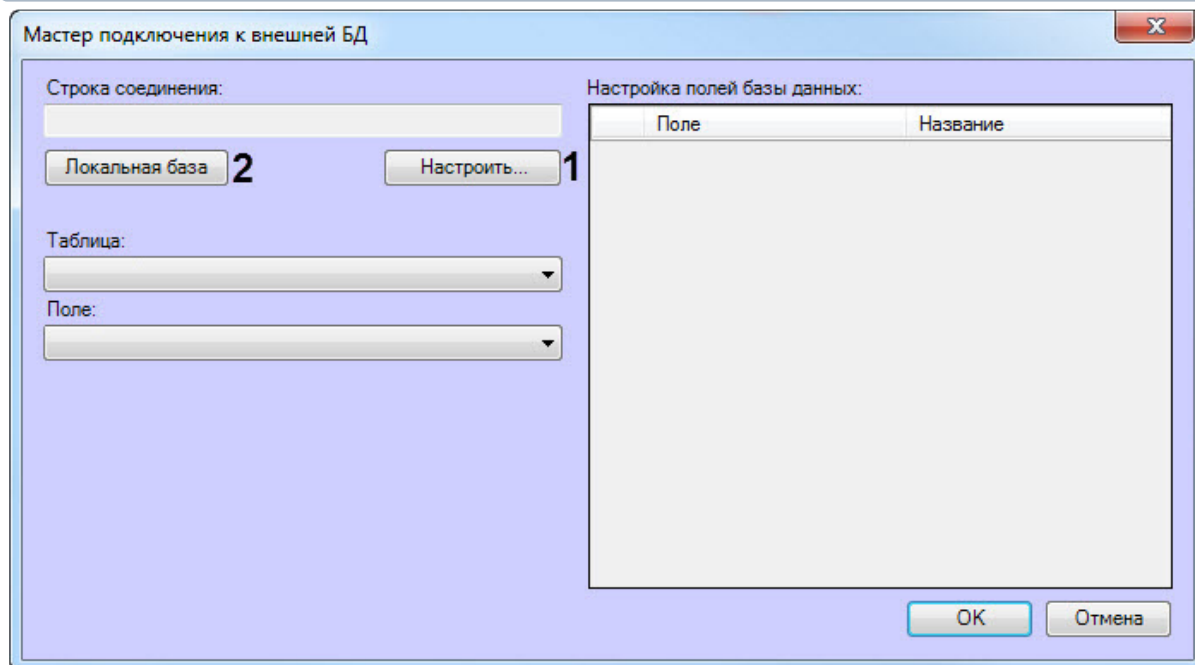 Мастер подключения к внешней БД
Строка соединения:
Локальная база 2 Настроить... 1
Таблица:
Поле:
Настройка полей базы данных:
Поле Название
OK Отмена